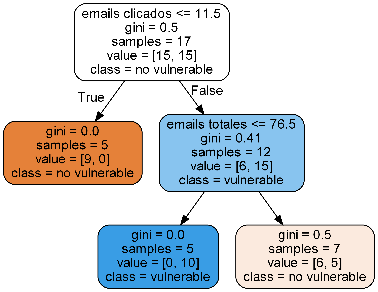 emails clicados <= 11.5
gini = 0.5
samples = 17
value = [15, 15]
class = no vulnerable
True
False
gini = 0.0
samples = 5
value = [9, 0]
class = no vulnerable
emails totales <= 76.5
gini = 0.41
samples = 12
value = [6, 15]
class = vulnerable
gini = 0.0
samples = 5
value = [0, 10]
class = vulnerable
gini = 0.5
samples = 7
value = [6, 5]
class = no vulnerable